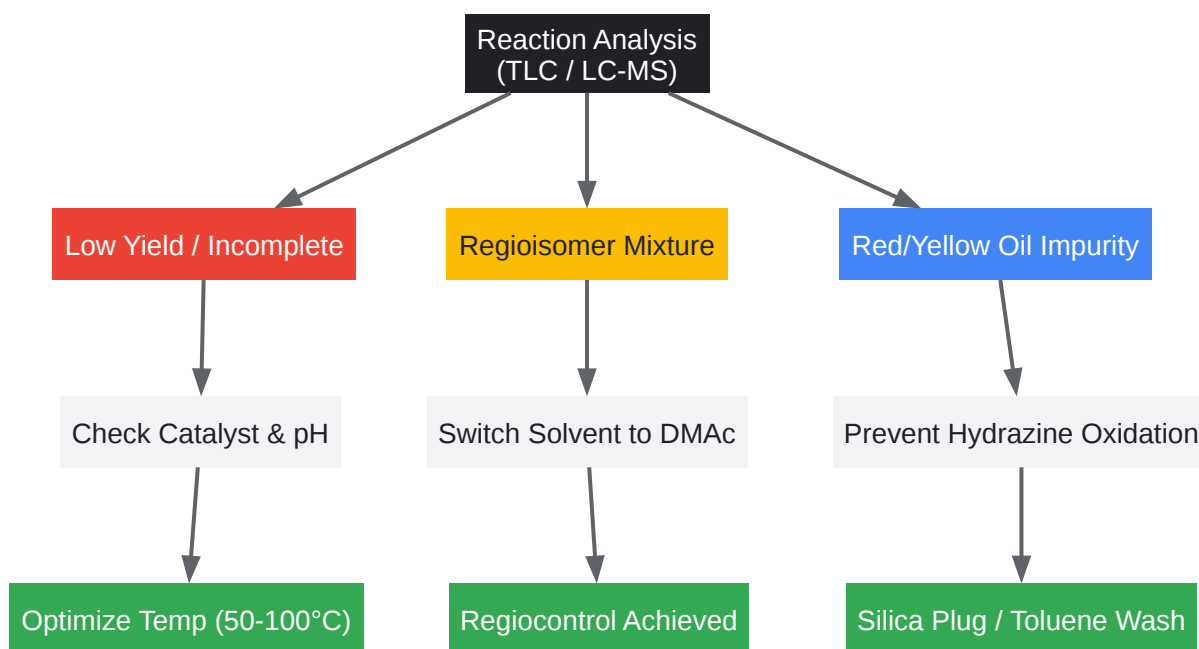 Reaction Analysis
(TLC / LC-MS)
Low Yield / Incomplete
Regioisomer Mixture
Red/Yellow Oil Impurity
Check Catalyst & pH
Switch Solvent to DMAc
Prevent Hydrazine Oxidation
Optimize Temp (50-100°C)
Regiocontrol Achieved
Silica Plug / Toluene Wash